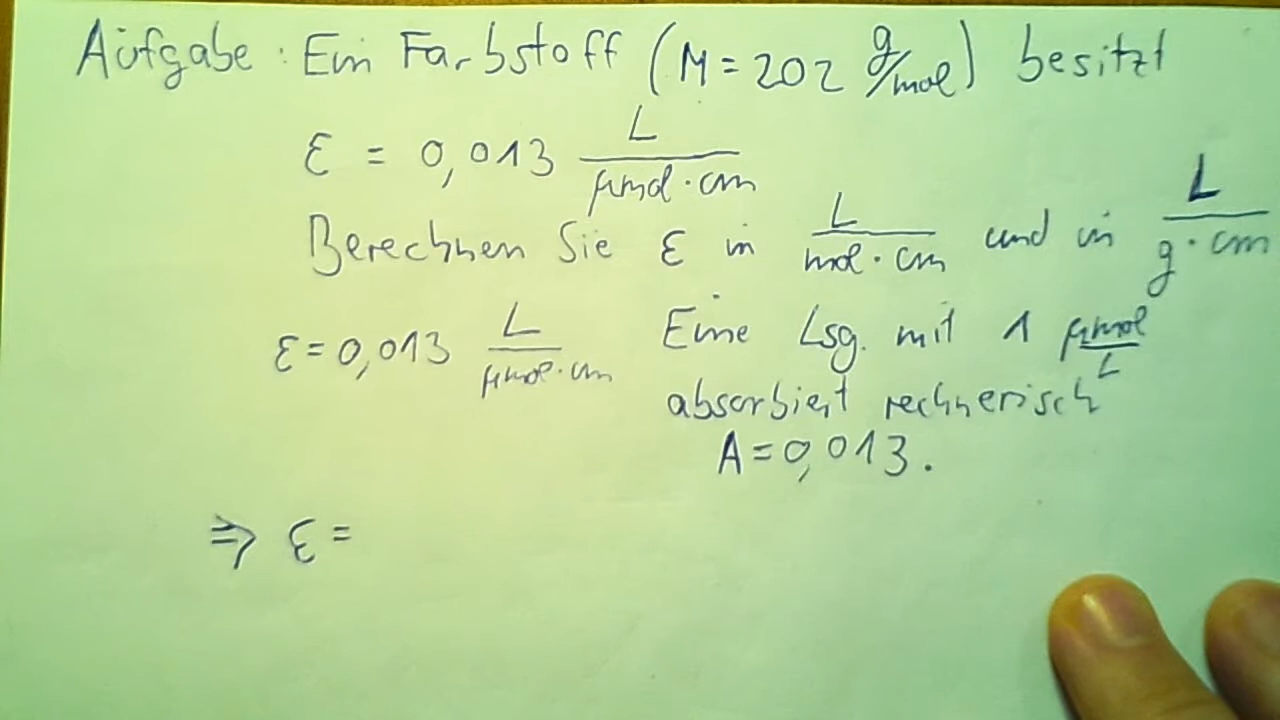 Aufgabe: Ein Farbstoff (M = 202 g/mol) besitzt
ε = 0,013 L/(µmol · cm)
Berechnen Sie ε in L/(mol · cm) und in L/(g · cm)
ε = 0,013 L/(µmol · cm) Eine Lsg. mit 1 µmol/L
absorbiert rechnerisch
A = 0,013.
⇒ ε =